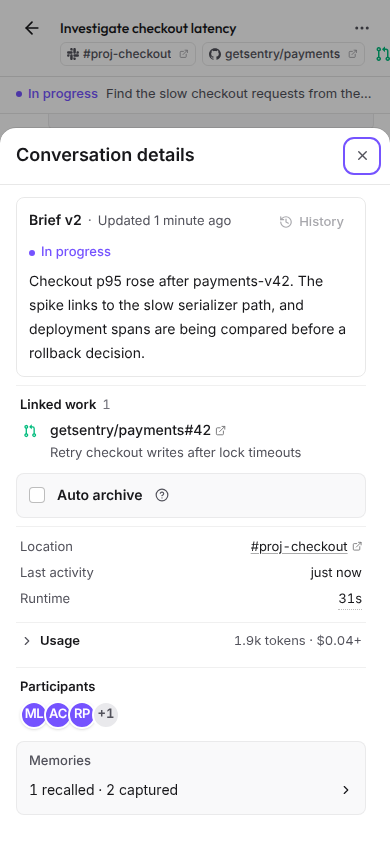 Investigate checkout latency
#proj-checkout getsentry/payments
In progress Find the slow checkout requests from the...
Conversation details
Brief v2 · Updated 1 minute ago History
In progress
Checkout p95 rose after payments-v42. The
spike links to the slow serializer path, and
deployment spans are being compared before a
rollback decision.
Linked work 1
getsentry/payments#42
Retry checkout writes after lock timeouts
Auto archive
Location #proj-checkout
Last activity just now
Runtime 31s
Usage 1.9k tokens · $0.04+
Participants
ML AC RP +1
Memories
1 recalled · 2 captured